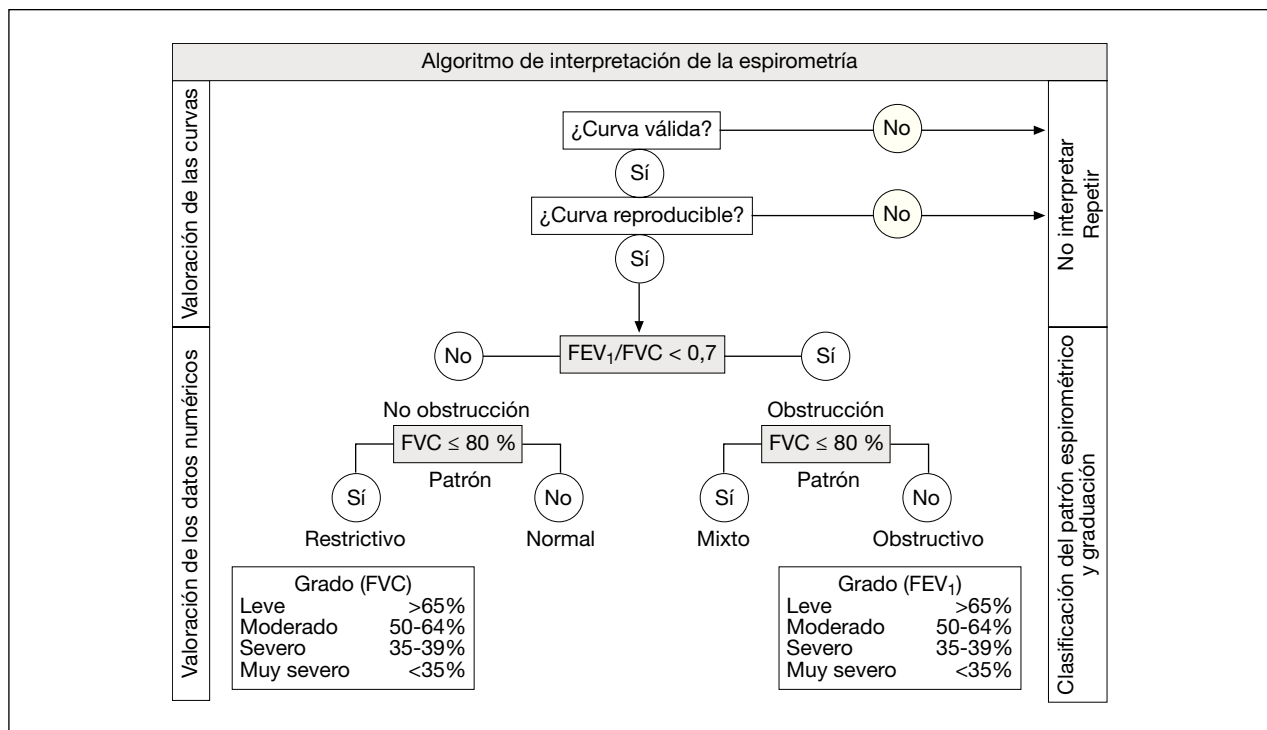 Algoritmo de interpretación de la espirometría
Valoración de las curvas
¿Curva válida?
No
Sí
¿Curva reproducible?
No
Sí
No interpretar
Repetir
Valoración de los datos numéricos
No
FEV₁/FVC < 0,7
Sí
No obstrucción
FVC ≤ 80 %
Patrón
Sí
No
Restrictivo
Normal
Obstrucción
FVC ≤ 80 %
Patrón
Sí
No
Mixto
Obstructivo
Grado (FVC)
Leve >65%
Moderado 50-64%
Severo 35-39%
Muy severo <35%
Grado (FEV₁)
Leve >65%
Moderado 50-64%
Severo 35-39%
Muy severo <35%
Clasificación del patrón espirométrico
y graduación